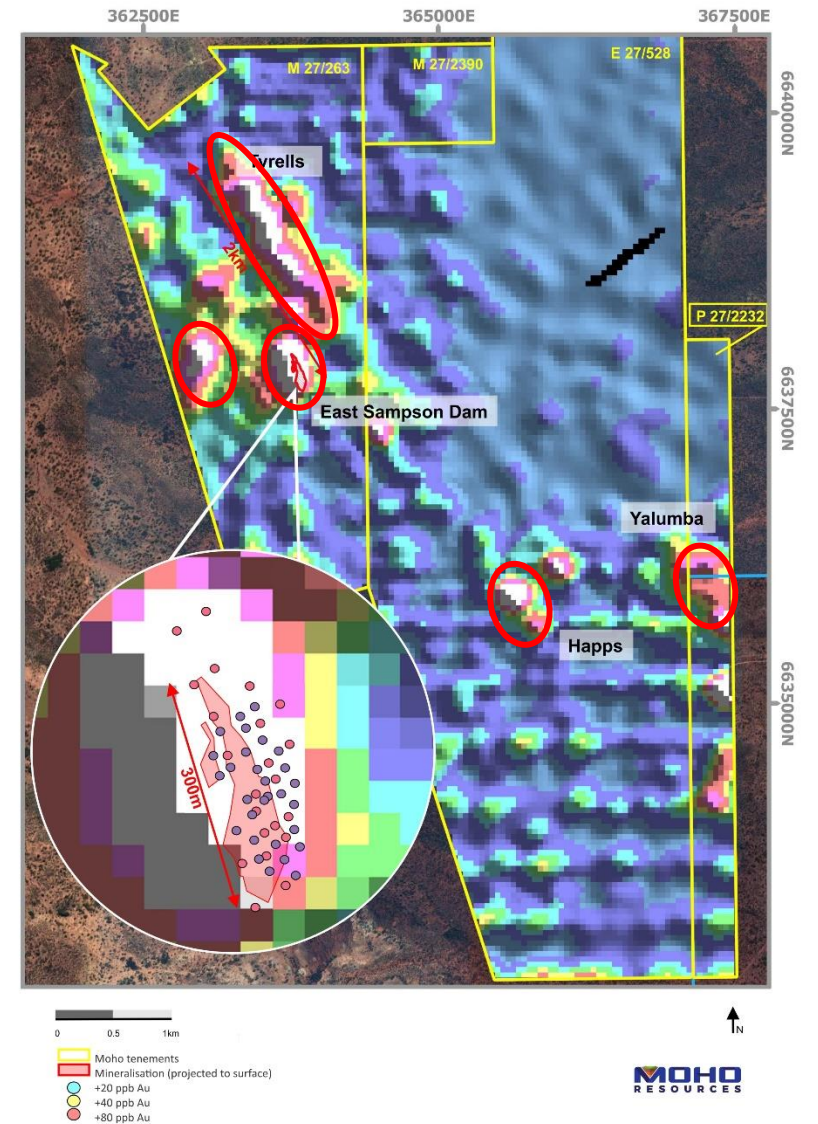 362500E
365000E
367500E
M 27/263
M 27/2390
E 27/528
6640000N
Tyrells
2km
P 27/2232
East Sampson Dam
6637500N
Yalumba
Happs
6635000N
300m
0 0.5 1km
N
Moho tenements
Mineralisation (projected to surface)
+20 ppb Au
+40 ppb Au
+80 ppb Au
MOHO
RESOURCES